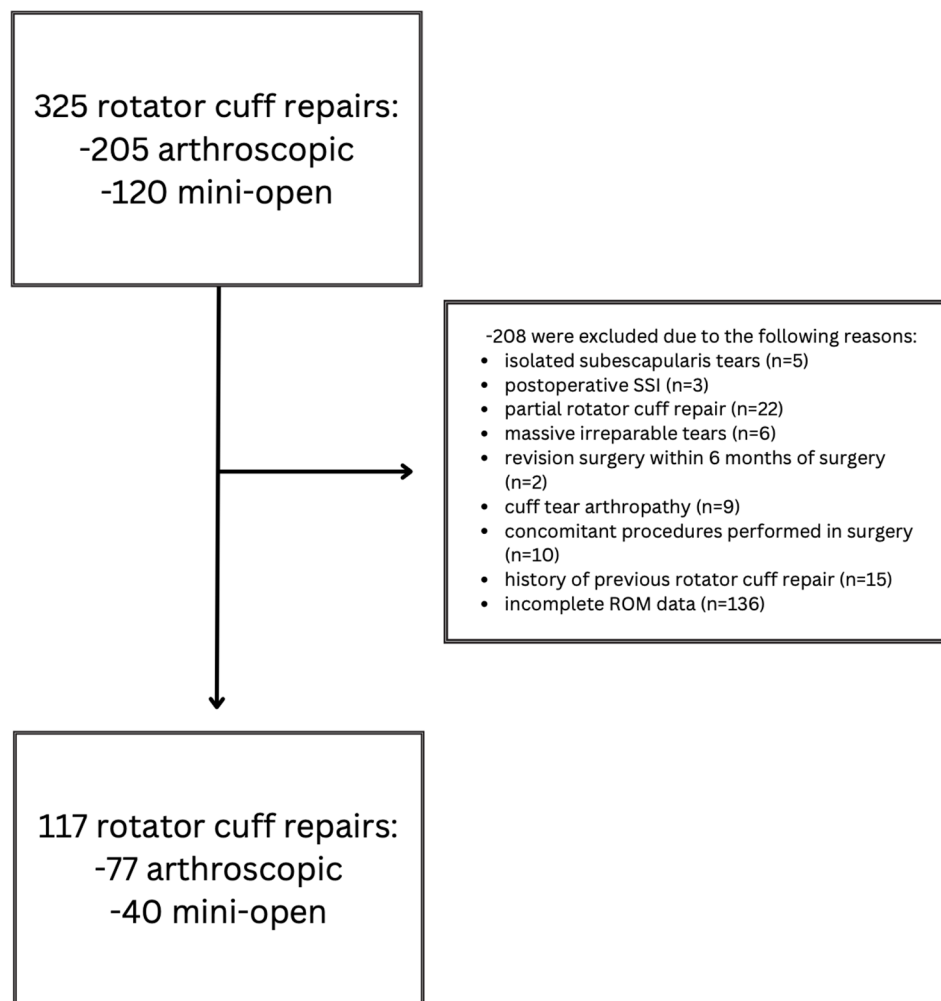 325 rotator cuff repairs:
-205 arthroscopic
-120 mini-open
-208 were excluded due to the following reasons:
• isolated subescapularis tears (n=5)
• postoperative SSI (n=3)
• partial rotator cuff repair (n=22)
• massive irreparable tears (n=6)
• revision surgery within 6 months of surgery
(n=2)
• cuff tear arthropathy (n=9)
• concomitant procedures performed in surgery
(n=10)
• history of previous rotator cuff repair (n=15)
• incomplete ROM data (n=136)
117 rotator cuff repairs:
-77 arthroscopic
-40 mini-open